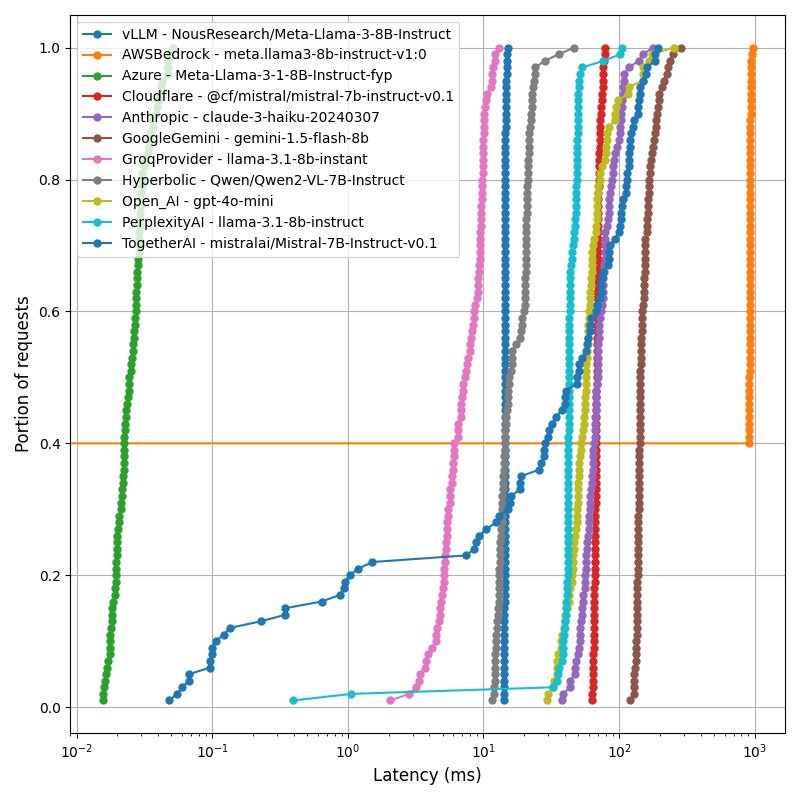 vLLM - NousResearch/Meta-Llama-3-8B-Instruct
AWSBedrock - meta.llama3-8b-instruct-v1:0
Azure - Meta-Llama-3-1-8B-Instruct-fyp
Cloudflare - @cf/mistral/mistral-7b-instruct-v0.1
Anthropic - claude-3-haiku-20240307
GoogleGemini - gemini-1.5-flash-8b
GroqProvider - llama-3.1-8b-instant
Hyperbolic - Qwen/Qwen2-VL-7B-Instruct
Open_AI - gpt-4o-mini
PerplexityAI - llama-3.1-8b-instruct
TogetherAI - mistralai/Mistral-7B-Instruct-v0.1
Portion of requests
1.0
0.8
0.6
0.4
0.2
0.0
10⁻² 10⁻¹ 10⁰ 10¹ 10² 10³
Latency (ms)